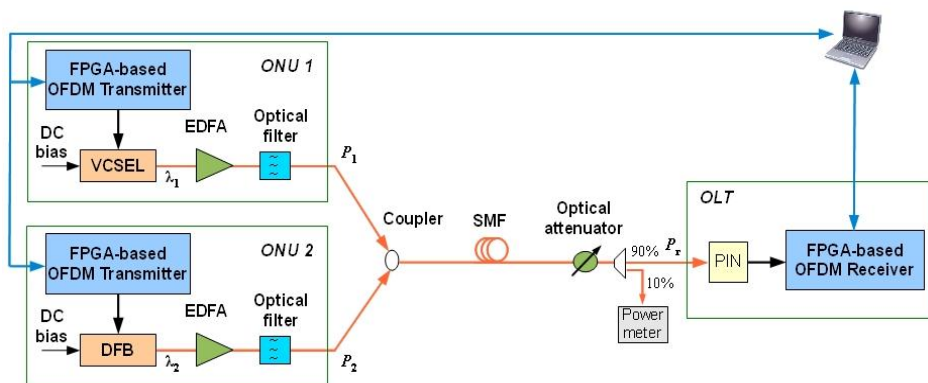 ONU 1
FPGA-based
OFDM Transmitter
DC
bias
VCSEL
λ1
EDFA
Optical
filter
P1
ONU 2
FPGA-based
OFDM Transmitter
DC
bias
DFB
λ2
EDFA
Optical
filter
P2
Coupler
SMF
Optical
attenuator
90%
Pr
10%
Power
meter
OLT
PIN
FPGA-based
OFDM Receiver